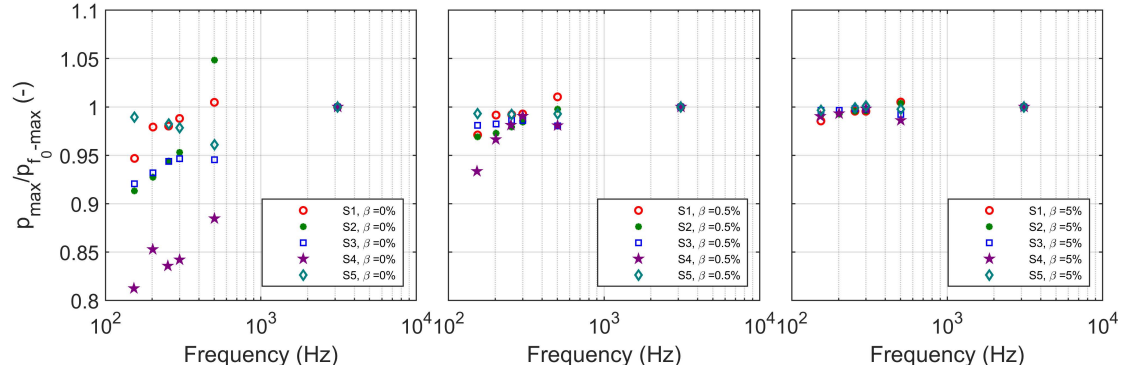 p_max/p_f_0-max (-)
1.1
1.05
1
0.95
0.9
0.85
0.8
S1, β=0%
S2, β=0%
S3, β=0%
S4, β=0%
S5, β=0%
10^2
10^3
10^4
Frequency (Hz)
S1, β=0.5%
S2, β=0.5%
S3, β=0.5%
S4, β=0.5%
S5, β=0.5%
10^2
10^3
10^4
Frequency (Hz)
S1, β=5%
S2, β=5%
S3, β=5%
S4, β=5%
S5, β=5%
10^2
10^3
10^4
Frequency (Hz)